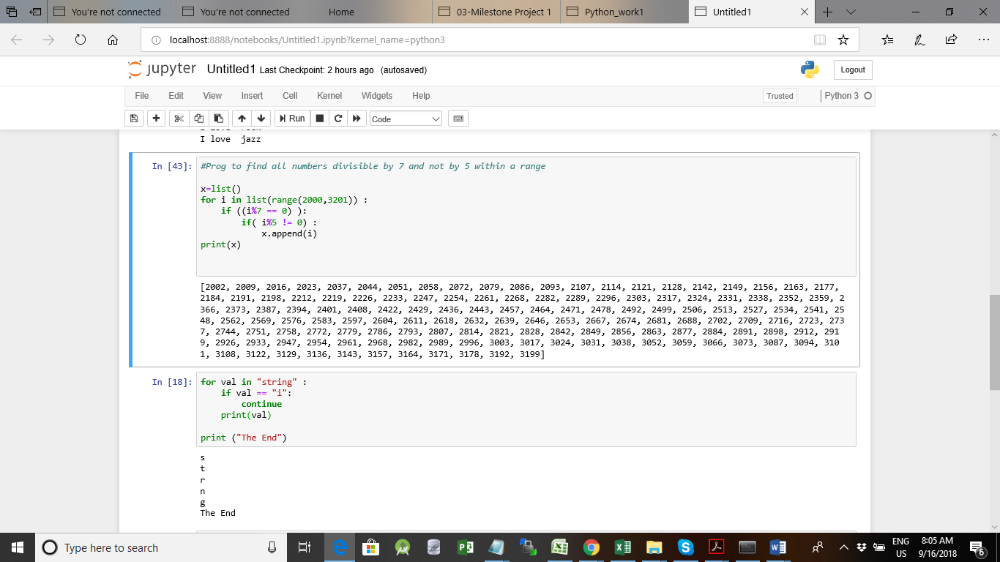 You're not connected
You're not connected
Home
03-Milestone Project 1
Python_work1
Untitled1
localhost:8888/notebooks/Untitled1.ipynb?kernel_name=python3
jupyter Untitled1 Last Checkpoint: 2 hours ago (autosaved)
Logout
File Edit View Insert Cell Kernel Widgets Help
Trusted
Python 3
Run
Code
I love  jazz
In [43]:
#Prog to find all numbers divisible by 7 and not by 5 within a range
x=list()
for i in list(range(2000,3201)) :
    if ((i%7 == 0) ):
        if( i%5 != 0) :
            x.append(i)
print(x)
[2002, 2009, 2016, 2023, 2037, 2044, 2051, 2058, 2072, 2079, 2086, 2093, 2107, 2114, 2121, 2128, 2142, 2149, 2156, 2163, 2177,
2184, 2191, 2198, 2212, 2219, 2226, 2233, 2247, 2254, 2261, 2268, 2282, 2289, 2296, 2303, 2317, 2324, 2331, 2338, 2352, 2359, 2
366, 2373, 2387, 2394, 2401, 2408, 2422, 2429, 2436, 2443, 2457, 2464, 2471, 2478, 2492, 2499, 2506, 2513, 2527, 2534, 2541, 25
48, 2562, 2569, 2576, 2583, 2597, 2604, 2611, 2618, 2632, 2639, 2646, 2653, 2667, 2674, 2681, 2688, 2702, 2709, 2716, 2723, 273
7, 2744, 2751, 2758, 2772, 2779, 2786, 2793, 2807, 2814, 2821, 2828, 2842, 2849, 2856, 2863, 2877, 2884, 2891, 2898, 2912, 291
9, 2926, 2933, 2947, 2954, 2961, 2968, 2982, 2989, 2996, 3003, 3017, 3024, 3031, 3038, 3052, 3059, 3066, 3073, 3087, 3094, 310
1, 3108, 3122, 3129, 3136, 3143, 3157, 3164, 3171, 3178, 3192, 3199]
In [18]:
for val in "string" :
    if val == "i":
        continue
    print(val)
print ("The End")
s
t
r
n
g
The End
Type here to search
ENG
US
8:05 AM
9/16/2018
6